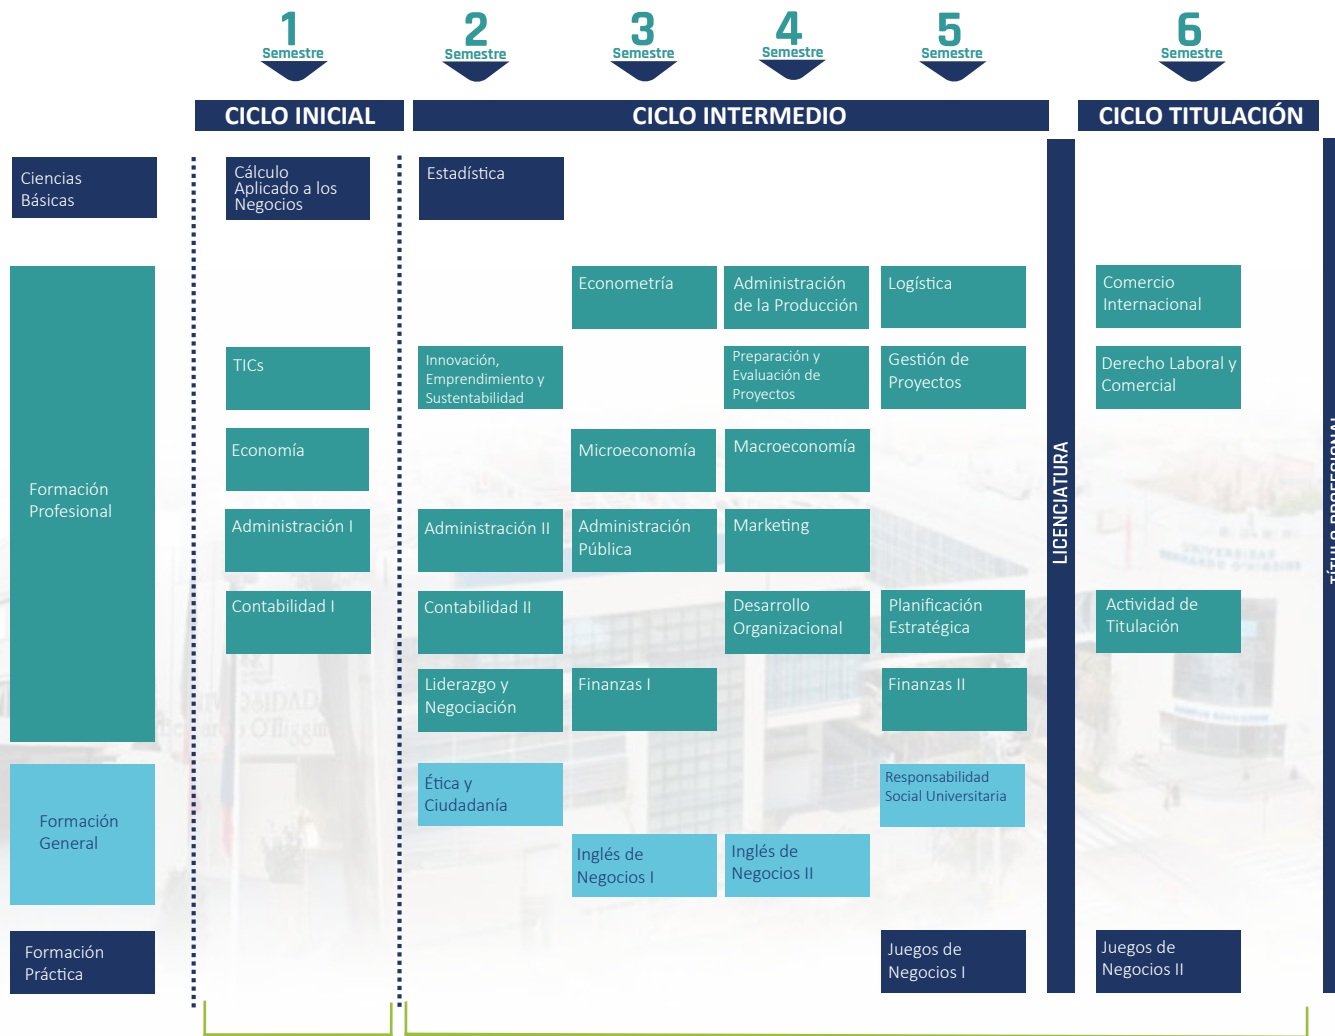 1
Semestre
2
Semestre
3
Semestre
4
Semestre
5
Semestre
6
Semestre
CICLO INICIAL
CICLO INTERMEDIO
CICLO TITULACIÓN
Ciencias
Básicas
Cálculo
Aplicado a los
Negocios
Estadística
Formación
Profesional
Econometría
Administración
de la Producción
Logística
Comercio
Internacional
TICs
Innovación,
Emprendimiento y
Sustentabilidad
Preparación y
Evaluación de
Proyectos
Gestión de
Proyectos
Derecho Laboral y
Comercial
Economía
Microeconomía
Macroeconomía
Administración I
Administración II
Administración
Pública
Marketing
Contabilidad I
Contabilidad II
Desarrollo
Organizacional
Planificación
Estratégica
Actividad de
Titulación
Liderazgo y
Negociación
Finanzas I
Finanzas II
LICENCIATURA
Formación
General
Ética y
Ciudadanía
Responsabilidad
Social Universitaria
Inglés de
Negocios I
Inglés de
Negocios II
Formación
Práctica
Juegos de
Negocios I
Juegos de
Negocios II